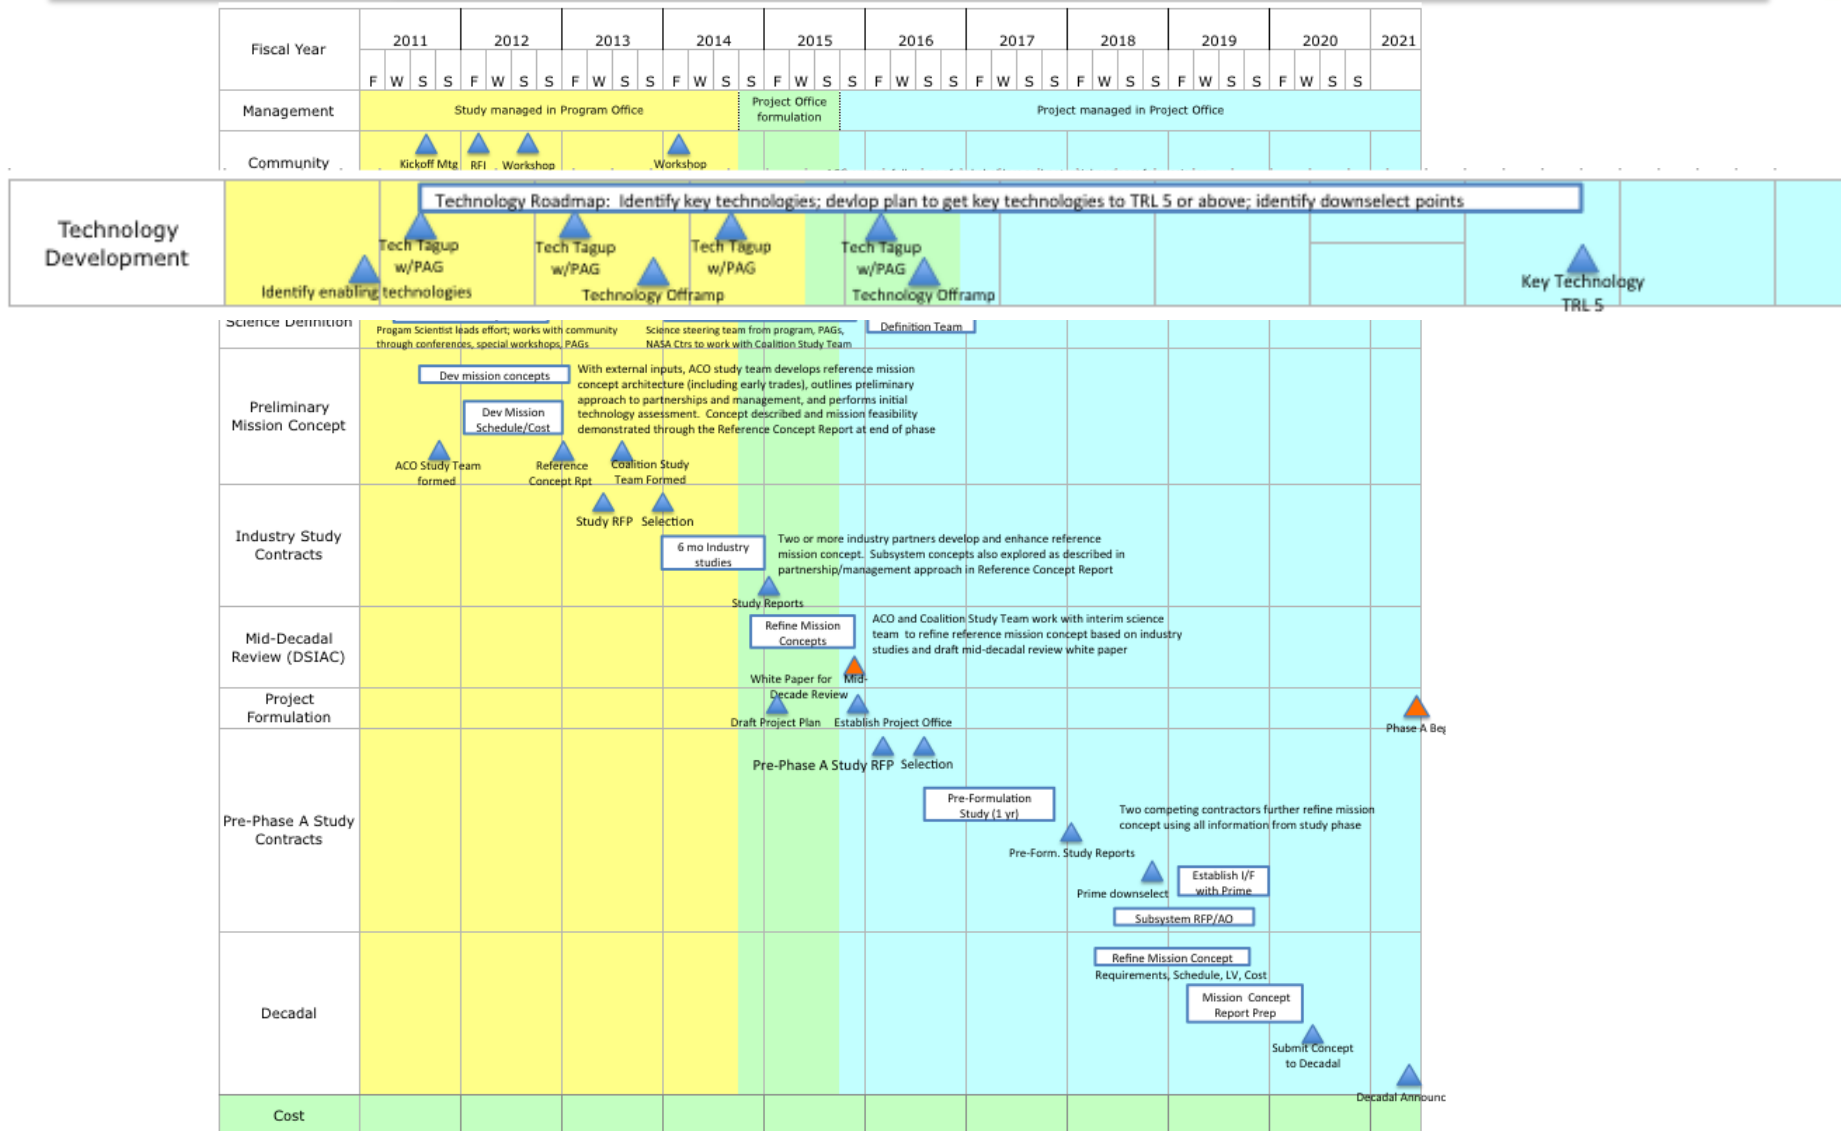 Fiscal Year
2011 2012 2013 2014 2015 2016 2017 2018 2019 2020 2021
F W S S F W S S F W S S F W S S F W S S F W S S F W S S F W S S F W S S F W S S
Management
Study managed in Program Office
Project Office
formulation
Project managed in Project Office
Community
Kickoff Mtg
RFI
Workshop
Workshop
Technology
Development
Technology Roadmap: Identify key technologies; devlop plan to get key technologies to TRL 5 or above; identify downselect points
Tech Tagup
w/PAG
Tech Tagup
w/PAG
Tech Tagup
w/PAG
Tech Tagup
w/PAG
Identify enabling technologies
Technology Offramp
Technology Offramp
Key Technology
TRL 5
Science Definition
Progam Scientist leads effort; works with community
through conferences, special workshops, PAGs
Science steering team from program, PAGs,
NASA Ctrs to work with Coalition Study Team
Definition Team
Preliminary
Mission Concept
Dev mission concepts
Dev Mission
Schedule/Cost
With external inputs, ACO study team develops reference mission
concept architecture (including early trades), outlines preliminary
approach to partnerships and management, and performs initial
technology assessment. Concept described and mission feasibility
demonstrated through the Reference Concept Report at end of phase
ACO Study Team
formed
Reference
Concept Rpt
Coalition Study
Team Formed
Industry Study
Contracts
Study RFP
Selection
6 mo Industry
studies
Two or more industry partners develop and enhance reference
mission concept. Subsystem concepts also explored as described in
partnership/management approach in Reference Concept Report
Study Reports
Mid-Decadal
Review (DSIAC)
Refine Mission
Concepts
ACO and Coalition Study Team work with interim science
team to refine reference mission concept based on industry
studies and draft mid-decadal review white paper
White Paper for Mid-
Decade Review
Project
Formulation
Draft Project Plan
Establish Project Office
Phase A Beg
Pre-Phase A Study
Contracts
Pre-Phase A Study RFP
Selection
Pre-Formulation
Study (1 yr)
Two competing contractors further refine mission
concept using all information from study phase
Pre-Form. Study Reports
Prime downselect
Establish I/F
with Prime
Subsystem RFP/AO
Decadal
Refine Mission Concept
Requirements, Schedule, LV, Cost
Mission Concept
Report Prep
Submit Concept
to Decadal
Decadal Announc
Cost